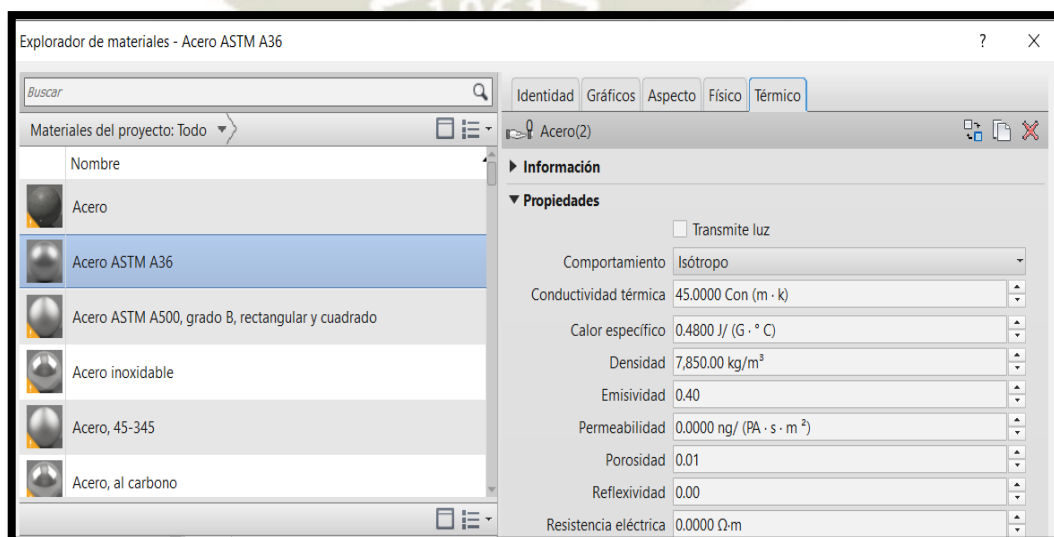 Explorador de materiales - Acero ASTM A36
? X
Buscar
Materiales del proyecto: Todo
Nombre
Acero
Acero ASTM A36
Acero ASTM A500, grado B, rectangular y cuadrado
Acero inoxidable
Acero, 45-345
Acero, al carbono
Identidad Gráficos Aspecto Físico Térmico
Acero(2)
Información
Propiedades
Transmite luz
Comportamiento Isótropo
Conductividad térmica 45.0000 Con (m · k)
Calor específico 0.4800 J/ (G · ° C)
Densidad 7,850.00 kg/m³
Emisividad 0.40
Permeabilidad 0.0000 ng/ (PA · s · m ²)
Porosidad 0.01
Reflexividad 0.00
Resistencia eléctrica 0.0000 Ω·m